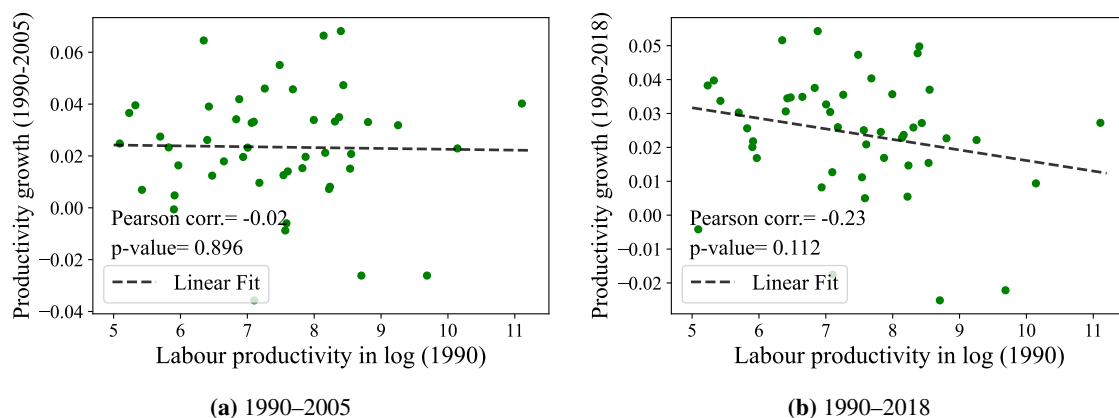 Productivity growth (1990-2005)
0.06
0.04
0.02
0.00
−0.02
−0.04
Pearson corr.= -0.02
p-value= 0.896
Linear Fit
5 6 7 8 9 10 11
Labour productivity in log (1990)
(a) 1990–2005
Productivity growth (1990-2018)
0.05
0.04
0.03
0.02
0.01
0.00
−0.01
−0.02
Pearson corr.= -0.23
p-value= 0.112
Linear Fit
5 6 7 8 9 10 11
Labour productivity in log (1990)
(b) 1990–2018